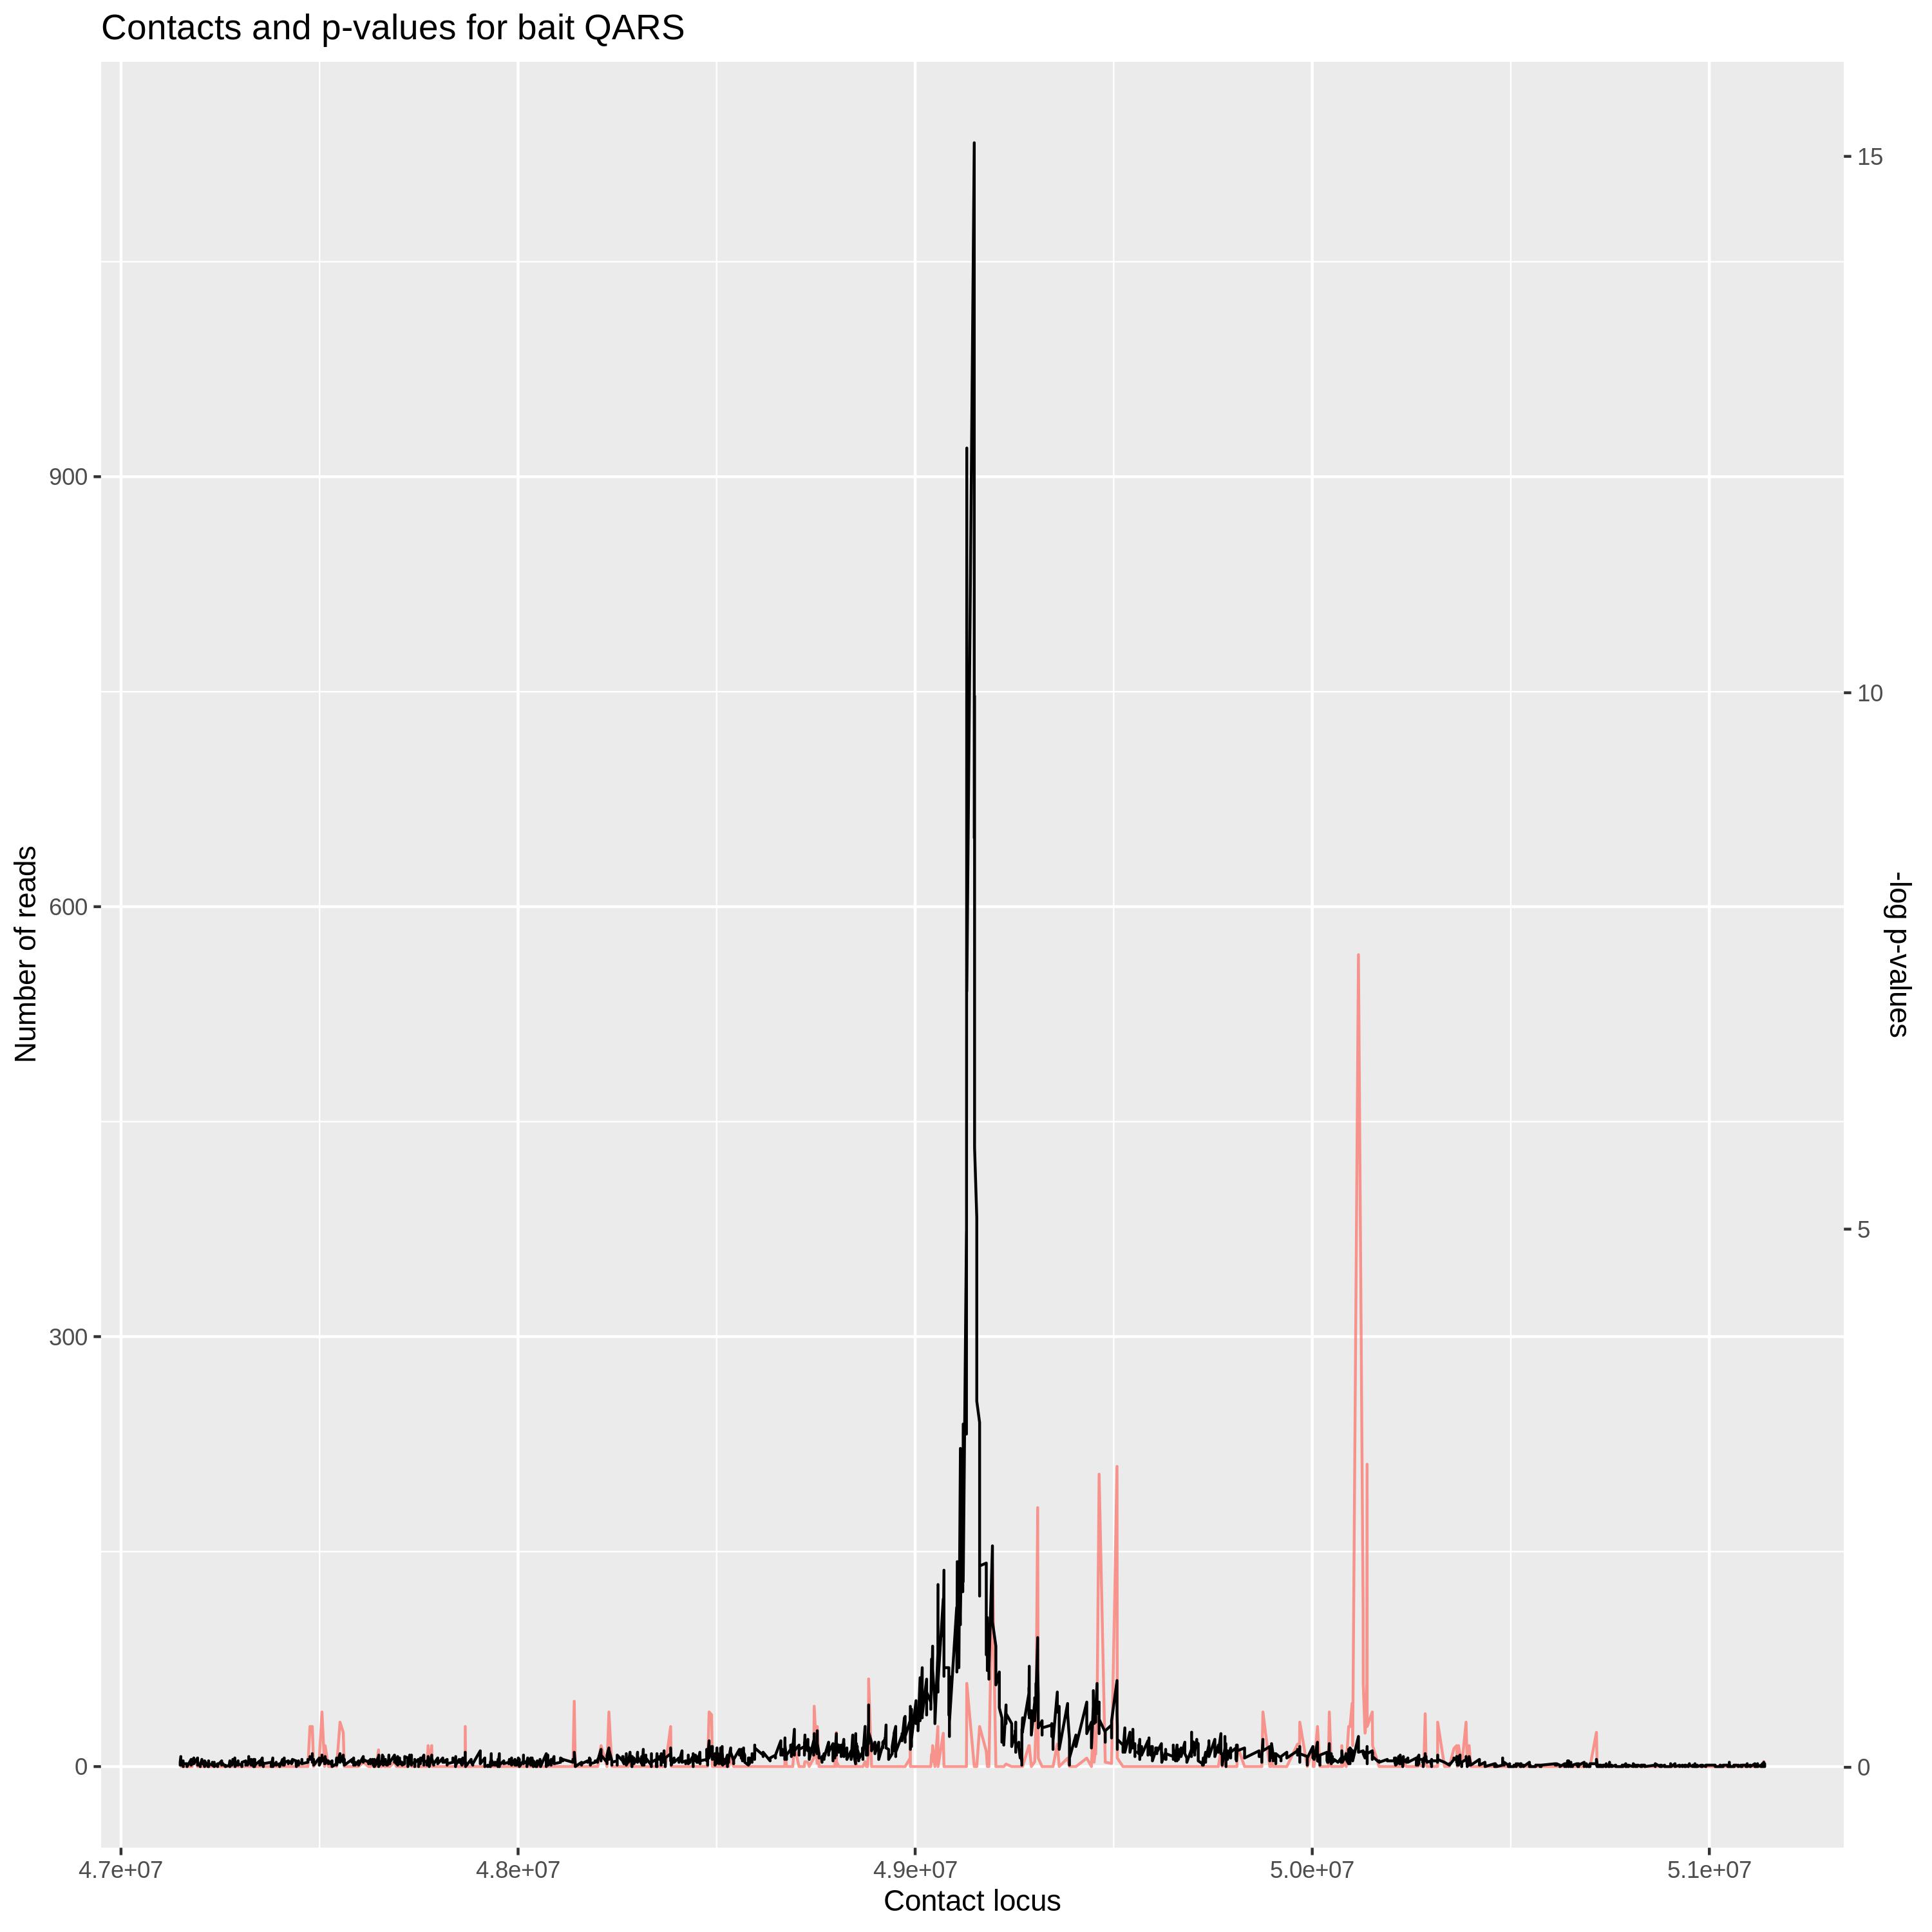 Contacts and p-values for bait QARS
Number of reads
900
600
300
0
15
10
5
0
-log p-values
4.7e+07 4.8e+07 4.9e+07 5.0e+07 5.1e+07
Contact locus